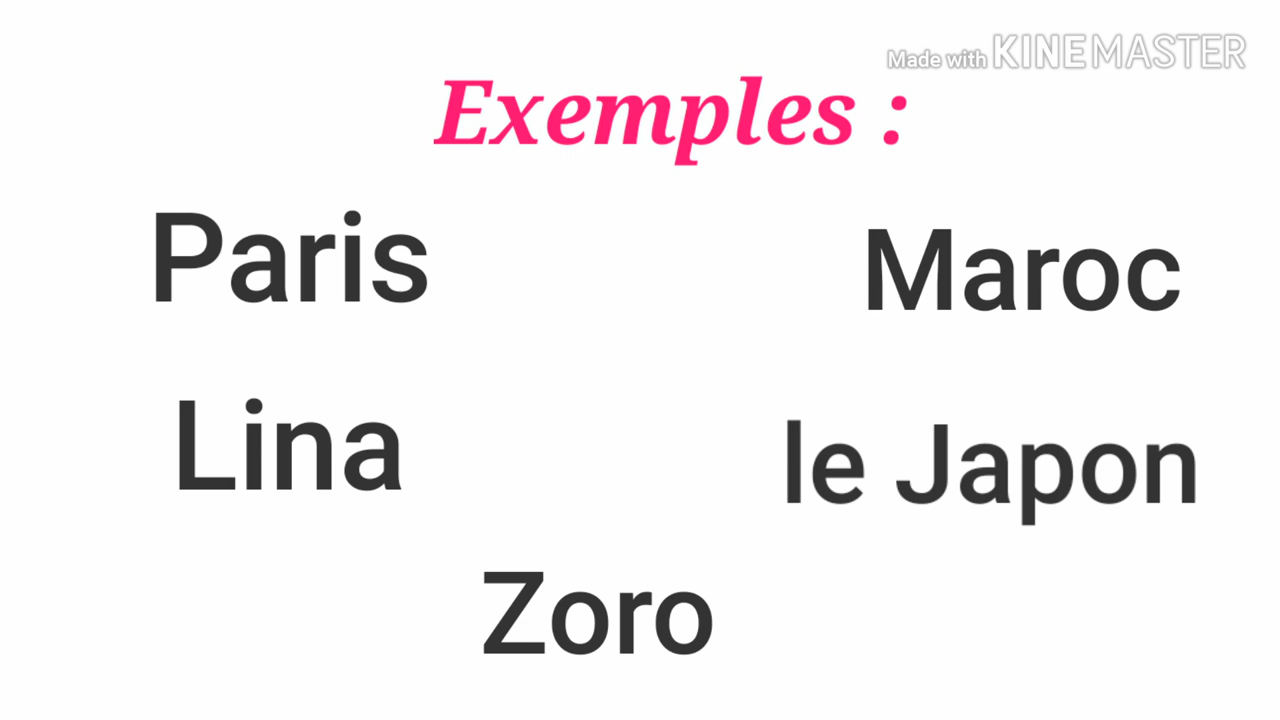 Made with KINEMASTER
Exemples :
Paris
Maroc
Lina
le Japon
Zoro